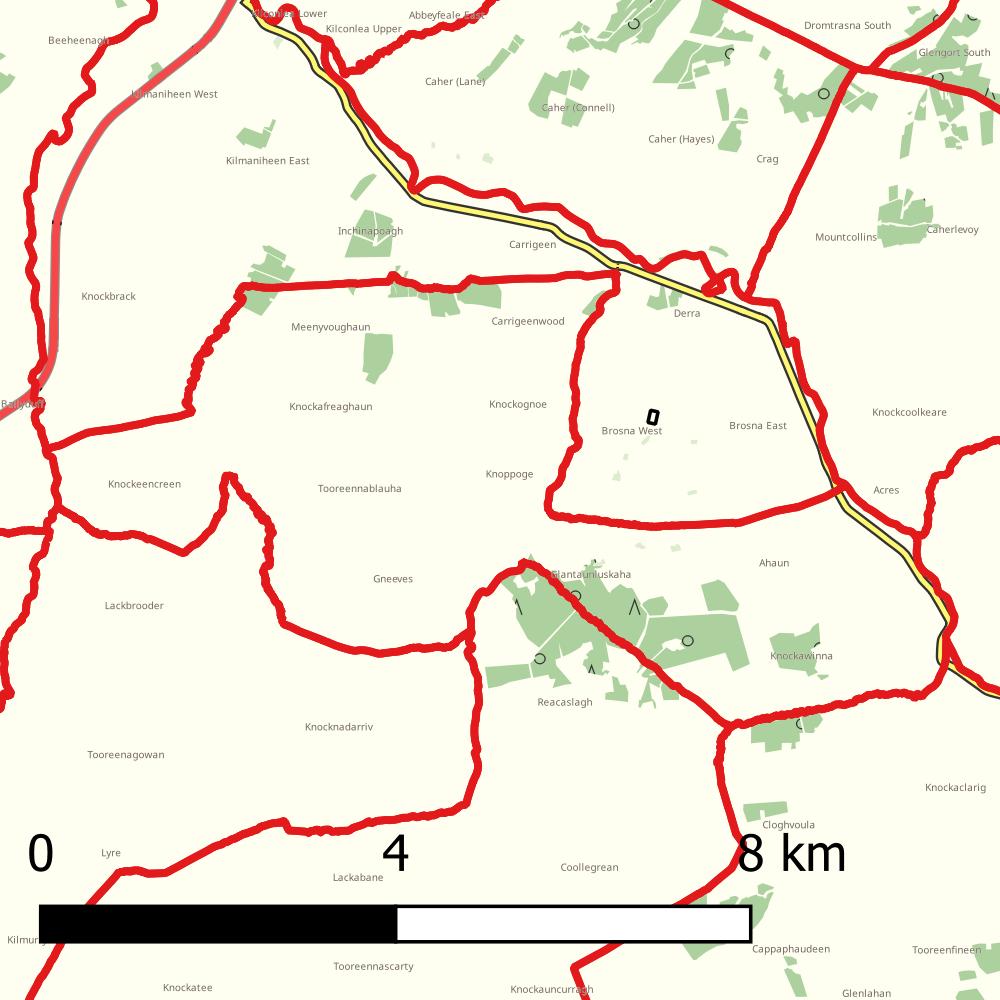 Kilconlea Lower
Abbeyfeale East
Kilconlea Upper
Dromtrasna South
Beeheenagh
Glengort South
Caher (Lane)
Kilmaniheen West
Caher (Connell)
Caher (Hayes)
Kilmaniheen East
Crag
Inchinapoagh
Caherlevoy
Mountcollins
Carrigeen
Knockbrack
Derra
Carrigeenwood
Meenyvoughaun
Knockafreaghaun
Knockognoe
Knockcoolkeare
Brosna East
Brosna West
Knoppoge
Knockeencreen
Tooreennablauha
Acres
Ahaun
Glantaunluskaha
Gneeves
Lackbrooder
Knockawinna
Reacaslagh
Knocknadarriv
Tooreenagowan
Knockaclarig
Cloghvoula
0 4 8 km
Lyre
Coollegrean
Lackabane
Cappaphaudeen
Tooreenfineen
Tooreennascarty
Knockatee
Knockauncurragh
Glenlahan